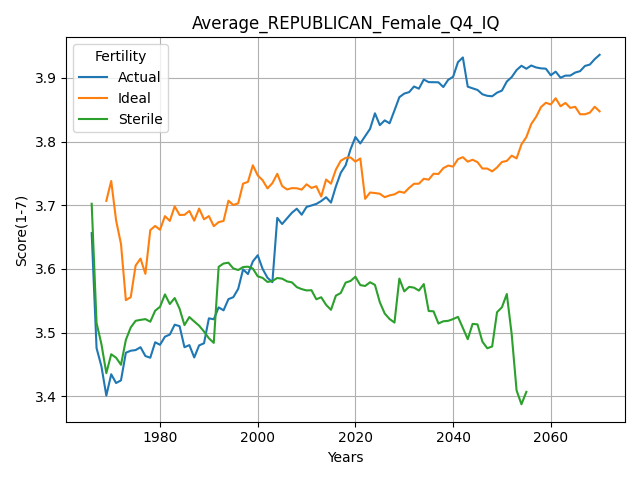 Average_REPUBLICAN_Female_Q4_IQ
Fertility
Actual
Ideal
Sterile
Score(1-7)
3.9
3.8
3.7
3.6
3.5
3.4
1980
2000
2020
2040
2060
Years